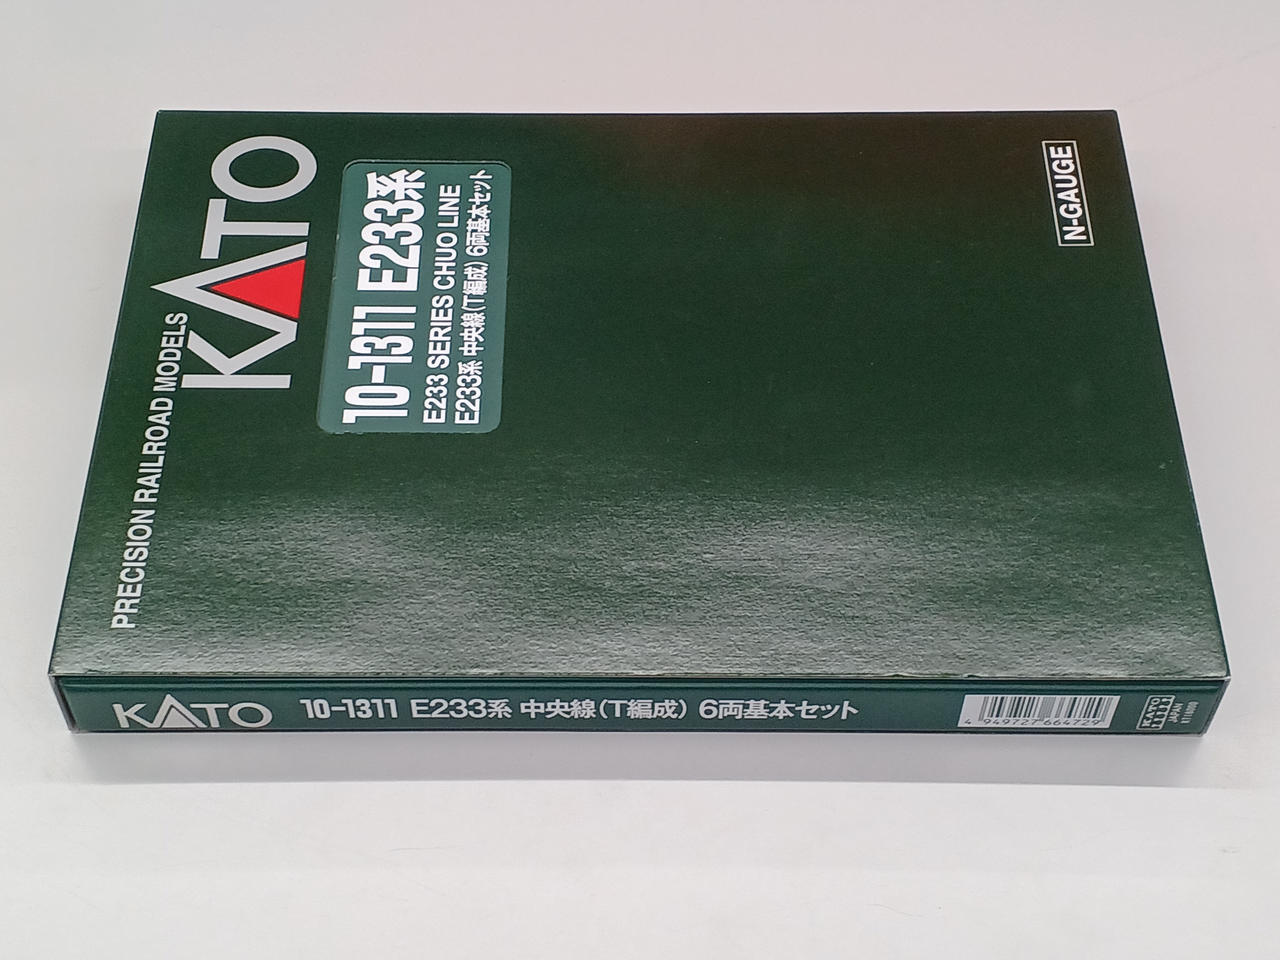 PRECISION RAILROAD MODELS
KATO
10-1311 E233系
E233 SERIES CHUO LINE
E233系 中央線(T編成) 6両基本セット
N-GAUGE
KATO 10-1311 E233系 中央線(T編成) 6両基本セット
4 949727 664729
KATO
JAPAN